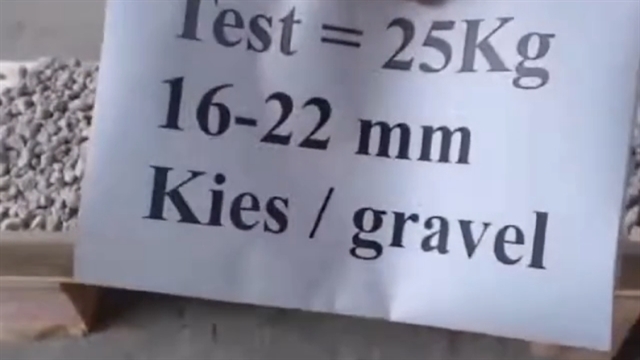 Test = 25Kg
16-22 mm
Kies / gravel